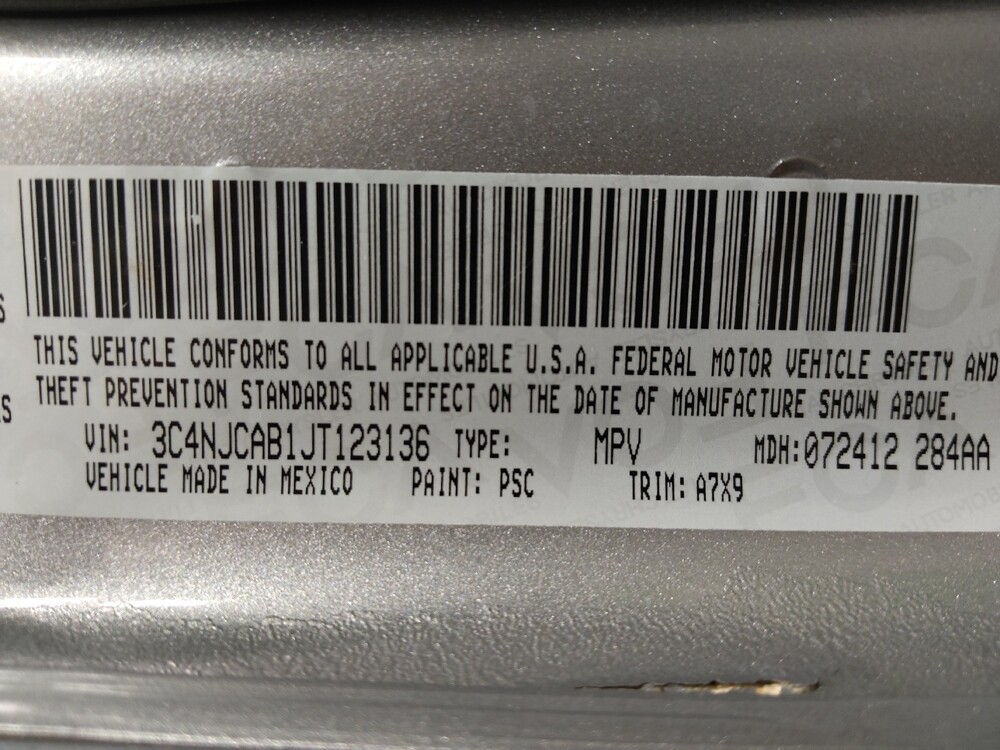 THIS VEHICLE CONFORMS TO ALL APPLICABLE U.S.A. FEDERAL MOTOR VEHICLE SAFETY AND
THEFT PREVENTION STANDARDS IN EFFECT ON THE DATE OF MANUFACTURE SHOWN ABOVE.
VIN: 3C4NJCAB1JT123136 TYPE: MPV MDH:072412 284AA
VEHICLE MADE IN MEXICO PAINT: PSC TRIM: A7X9